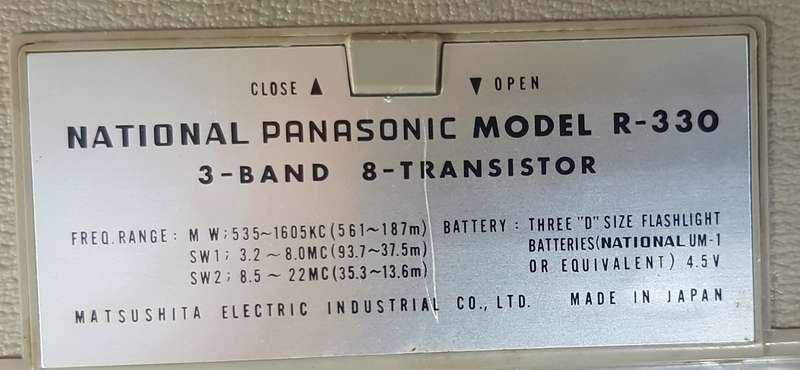 CLOSE ▲ ▼ OPEN
NATIONAL PANASONIC MODEL R-330
3-BAND 8-TRANSISTOR
FREQ. RANGE: M W; 535~1605KC (561~187m)
SW1; 3.2 ~ 8.0MC (93.7~37.5m)
SW2; 8.5 ~ 22MC (35.3~13.6m)
BATTERY: THREE "D" SIZE FLASHLIGHT
BATTERIES (NATIONAL UM-1
OR EQUIVALENT) 4.5V
MATSUSHITA ELECTRIC INDUSTRIAL CO., LTD. MADE IN JAPAN